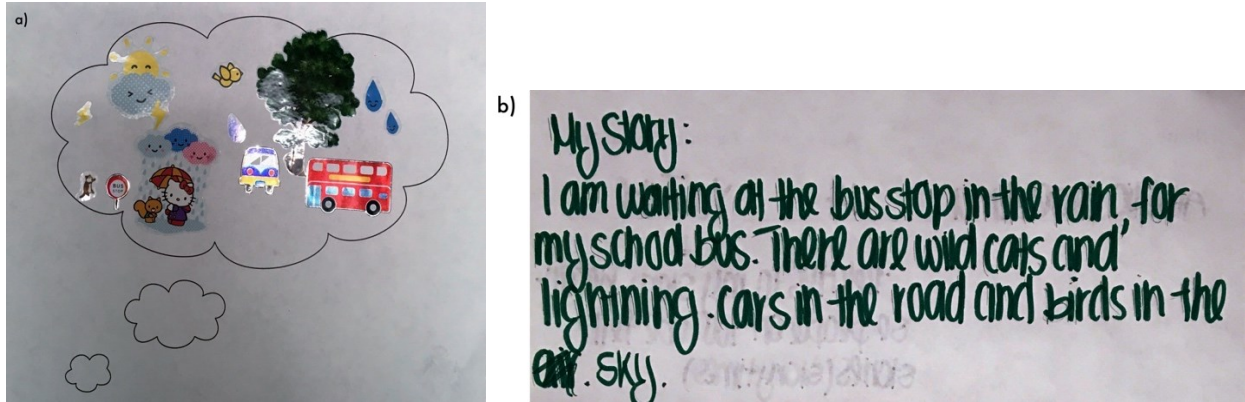 a)
BUS
STOP
b)
My Story:
I am waiting at the bus stop in the rain, for
my school bus. There are wild cats and
lightning. cars in the road and birds in the
sky.